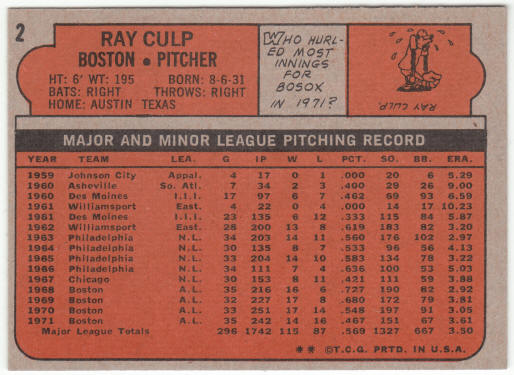 2
RAY CULP
BOSTON • PITCHER
HT: 6' WT: 195 BORN: 8-6-31
BATS: RIGHT THROWS: RIGHT
HOME: AUSTIN TEXAS
WHO HURL-
ED MOST
INNINGS
FOR
BOSOX
IN 1971?
RAY CULP
MAJOR AND MINOR LEAGUE PITCHING RECORD
YEAR TEAM LEA. G IP W L PCT. SO. BB. ERA.
1959 Johnson City Appal. 4 17 0 1 .000 20 6 5.29
1960 Asheville So. Atl. 7 34 2 3 .400 29 26 9.00
1960 Des Moines I.I.I. 17 97 6 7 .462 69 93 6.59
1961 Williamsport East. 4 22 0 0 .000 14 17 10.23
1961 Des Moines I.I.I. 23 135 6 12 .333 115 84 5.87
1962 Williamsport East. 28 200 13 8 .619 183 82 3.20
1963 Philadelphia N.L. 34 203 14 11 .560 176 102 2.97
1964 Philadelphia N.L. 30 135 8 7 .533 96 56 4.13
1965 Philadelphia N.L. 33 204 14 10 .583 134 78 3.22
1966 Philadelphia N.L. 34 111 7 4 .636 100 53 5.03
1967 Chicago N.L. 30 153 8 11 .421 111 59 3.88
1968 Boston A.L. 35 216 16 6 .727 190 82 2.92
1969 Boston A.L. 32 227 17 8 .680 172 79 3.81
1970 Boston A.L. 33 251 17 14 .548 197 91 3.05
1971 Boston A.L. 35 242 14 16 .467 151 67 3.61
Major League Totals 296 1742 115 87 .569 1327 667 3.50
** © T.C.G. PRTD. IN U.S.A.